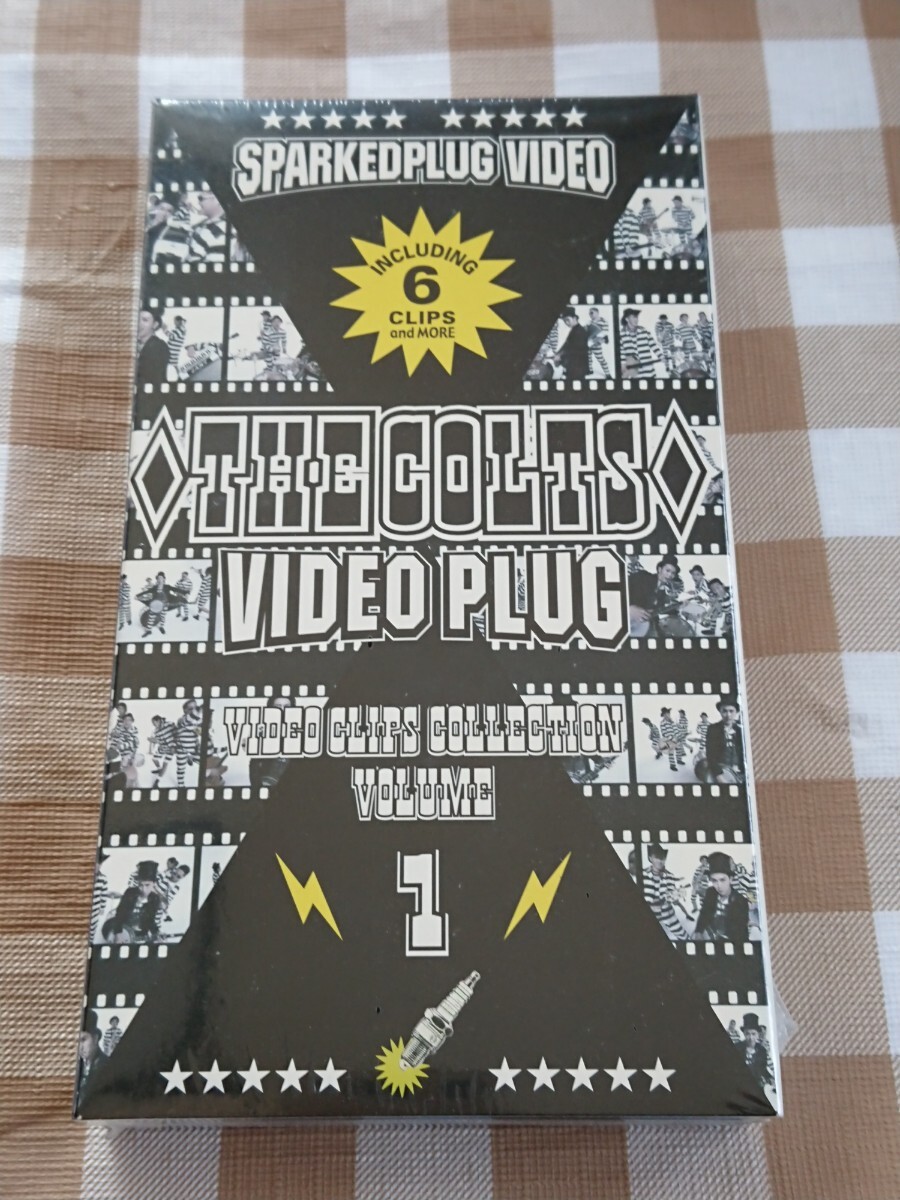 SPARKEDPLUG VIDEO
INCLUDING
6
CLIPS
and MORE
THE COLTS
VIDEO PLUG
VIDEO CLIPS COLLECTION
VOLUME
1